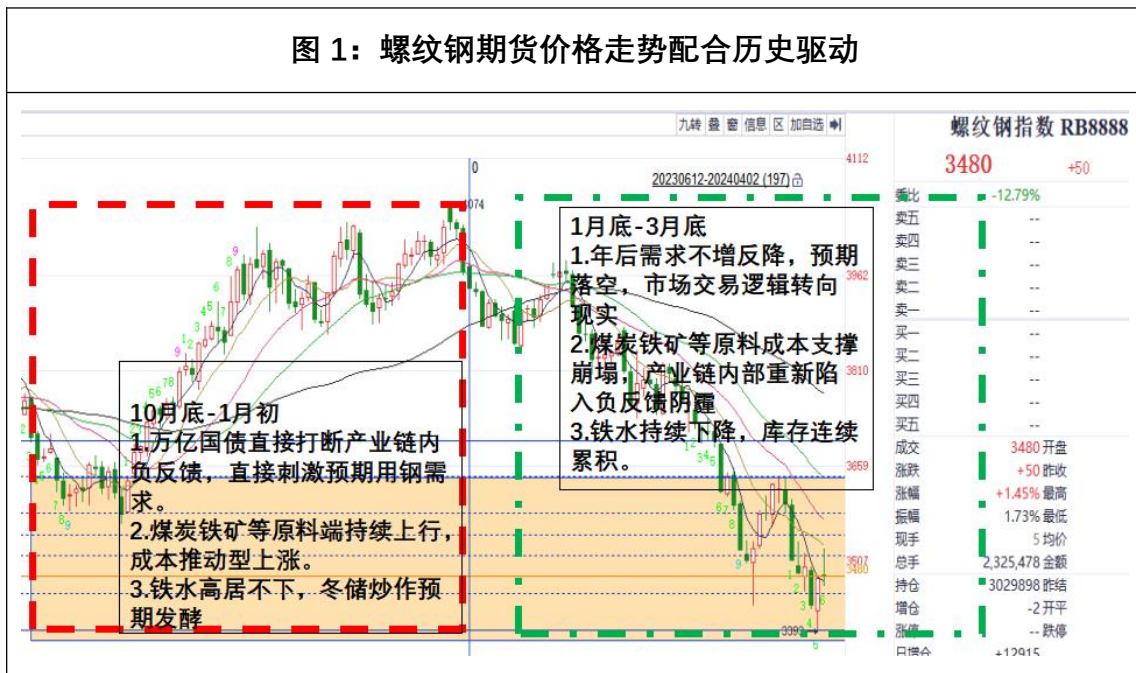 图 1：螺纹钢期货价格走势配合历史驱动
九转 叠 窗 信息 区 加自选
螺纹钢指数 RB8888
3480 +50
0
20230612-20240402 (197)
4112
3962
3810
3659
3507
3480
4074
1月底-3月底
1.年后需求不增反降，预期
落空，市场交易逻辑转向
现实
2.煤炭铁矿等原料成本支撑
崩塌，产业链内部重新陷
入负反馈阴霾
3.铁水持续下降，库存连续
累积。
10月底-1月初
1.万亿国债直接打断产业链内
负反馈，直接刺激预期用钢需
求。
2.煤炭铁矿等原料端持续上行，
成本推动型上涨。
3.铁水高居不下，冬储炒作预
期发酵
委比 -12.79%
卖五 --
卖四 --
卖三 --
卖二 --
卖一 --
买一 --
买二 --
买三 --
买四 --
买五 --
成交 3480 开盘
涨跌 +50 昨收
涨幅 +1.45% 最高
振幅 1.73% 最低
现手 5 均价
总手 2,325,478 金额
持仓 3029898 昨结
增仓 -2 开平
涨停 -- 跌停
日增仓 +12915